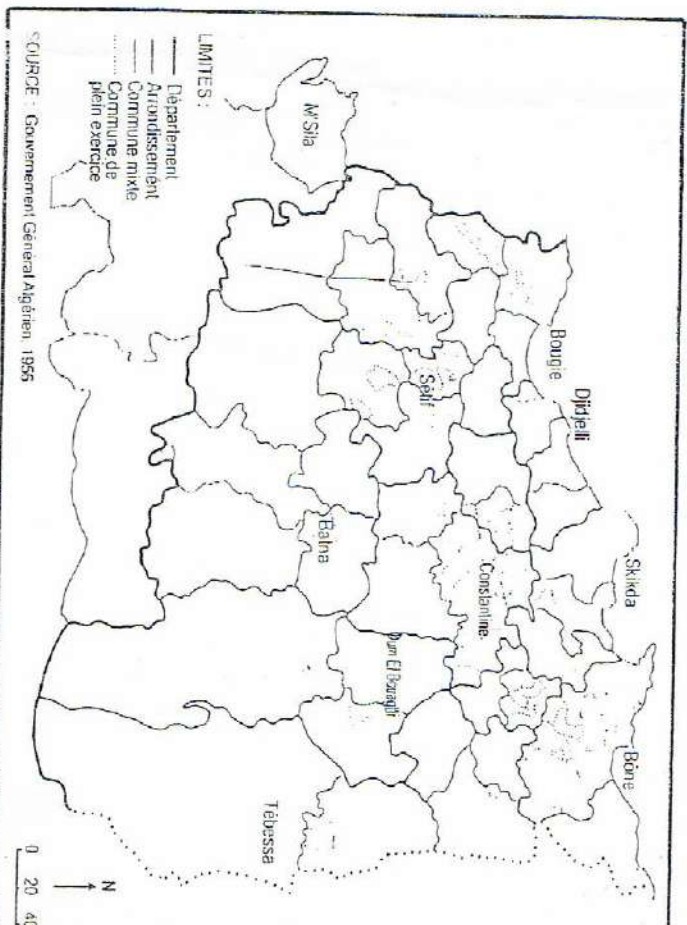 Bougie
Djidjelli
Skikda
Bône
Sétif
Constantine
M'Sila
Batna
Oum El Bouaghi
Tébessa
LIMITES :
Département
Arrondissement
Commune mixte
Commune de
plein exercice
N
0 20 40
SOURCE : Gouvernement Général Algérien, 1956